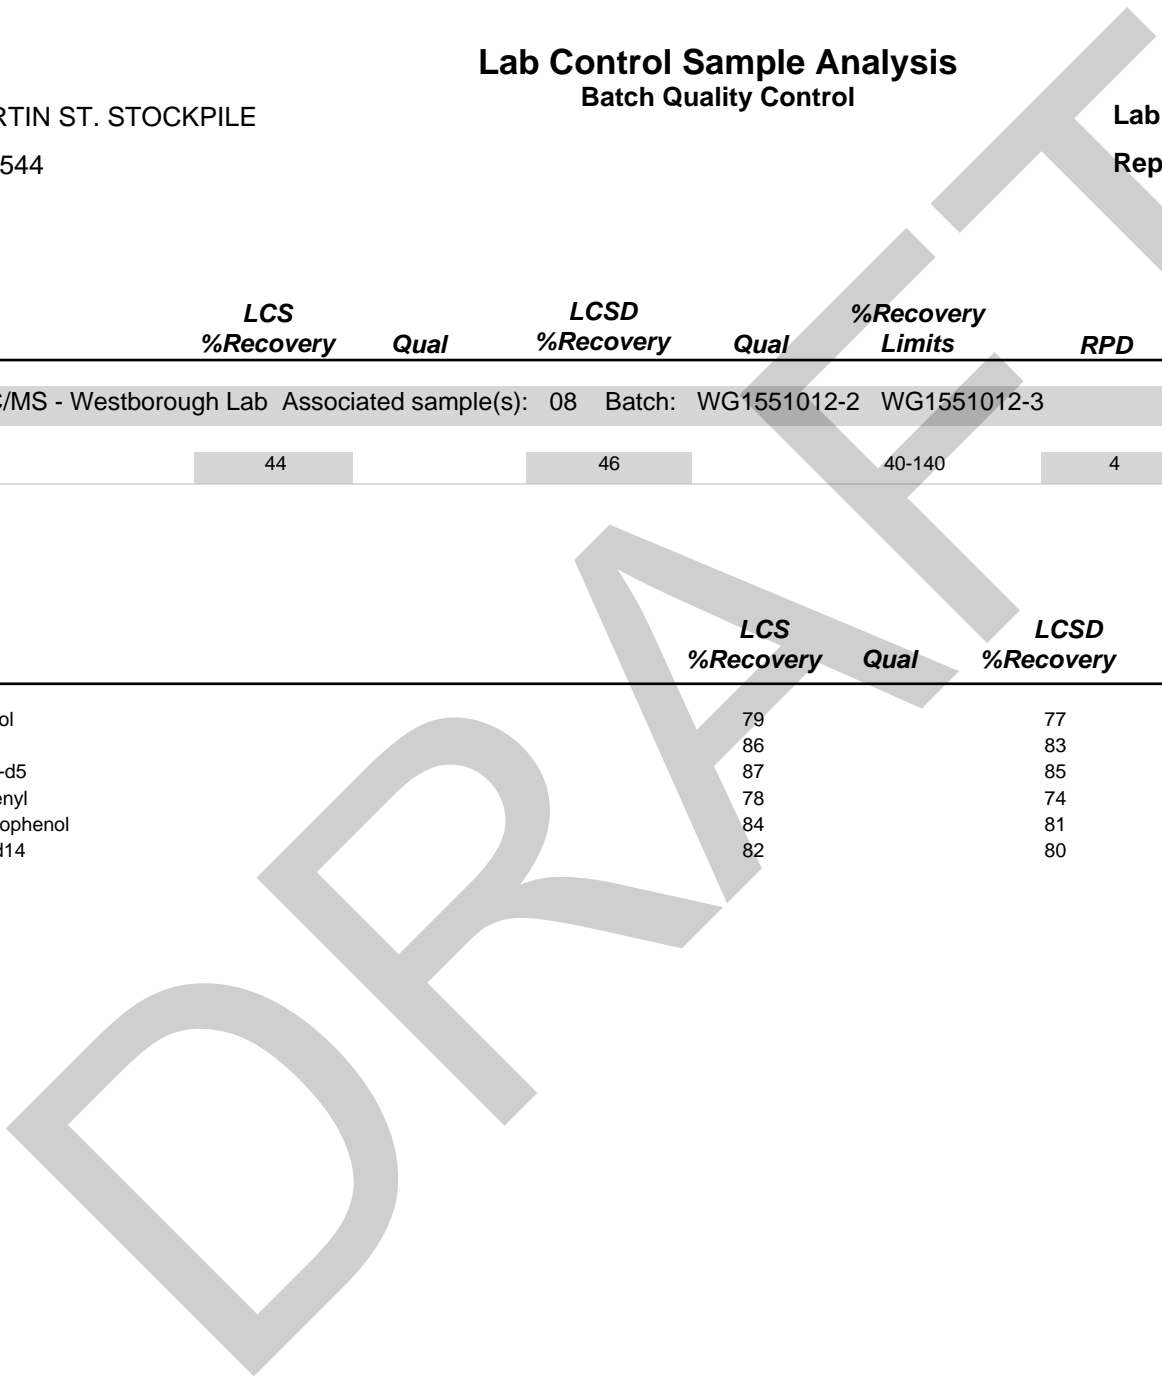 Lab Control Sample Analysis
Batch Quality Control
RTIN ST. STOCKPILE
Lab
544
Rep
LCS %Recovery Qual LCSD %Recovery Qual %Recovery Limits RPD
C/MS - Westborough Lab Associated sample(s): 08 Batch: WG1551012-2 WG1551012-3
44 46 40-140 4
LCS %Recovery Qual LCSD %Recovery
ol 79 77
86 83
-d5 87 85
enyl 78 74
ophenol 84 81
d14 82 80
DRAFT